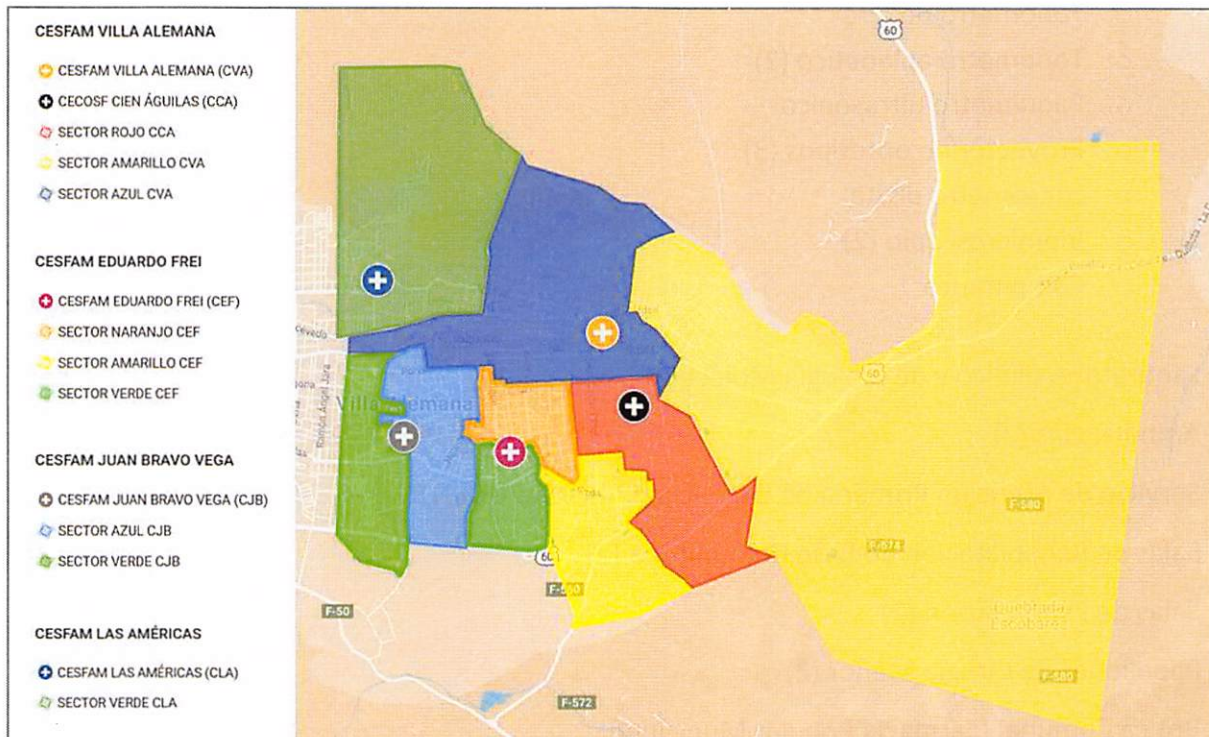 CESFAM VILLA ALEMANA
CESFAM VILLA ALEMANA (CVA)
CECOSF CIEN ÁGUILAS (CCA)
SECTOR ROJO CCA
SECTOR AMARILLO CVA
SECTOR AZUL CVA
CESFAM EDUARDO FREI
CESFAM EDUARDO FREI (CEF)
SECTOR NARANJO CEF
SECTOR AMARILLO CEF
SECTOR VERDE CEF
CESFAM JUAN BRAVO VEGA
CESFAM JUAN BRAVO VEGA (CJB)
SECTOR AZUL CJB
SECTOR VERDE CJB
CESFAM LAS AMÉRICAS
CESFAM LAS AMÉRICAS (CLA)
SECTOR VERDE CLA
60
60
Villa Alemana
F-580
F-574
60
F-50
Quebrada
Escobares
F-580
F-572